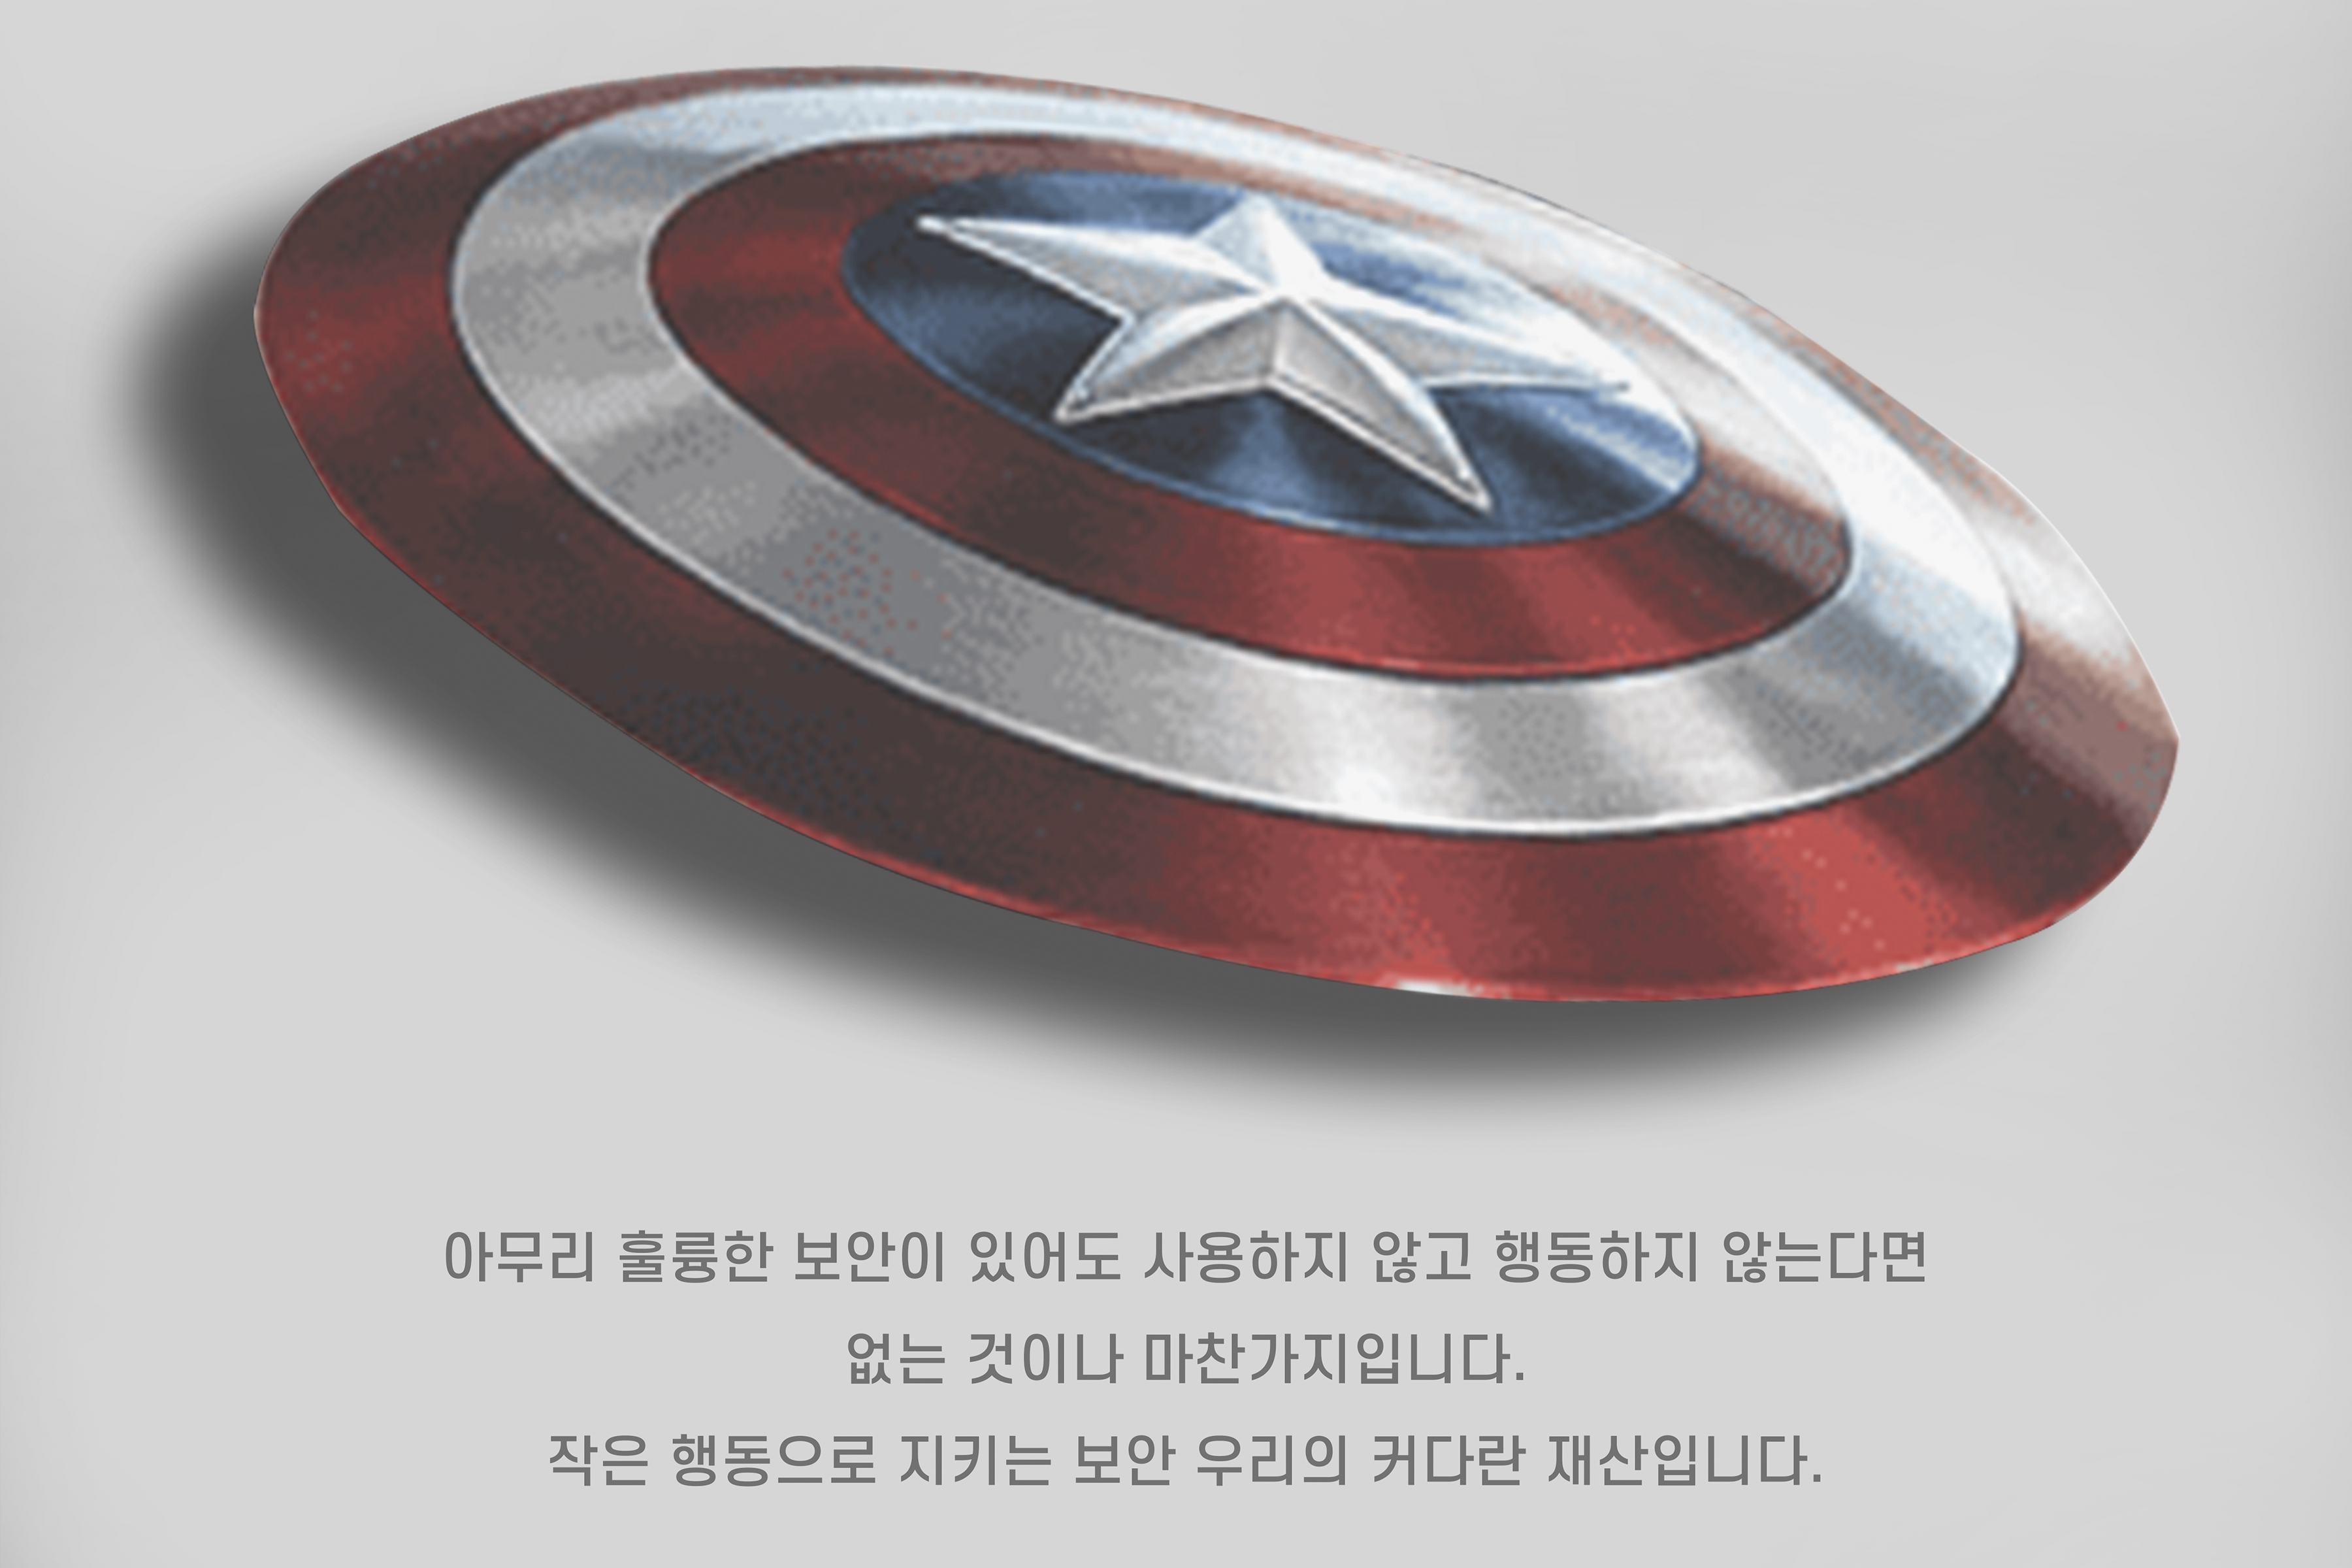 아무리 훌륭한 보안이 있어도 사용하지 않고 행동하지 않는다면
없는 것이나 마찬가지입니다.
작은 행동으로 지키는 보안 우리의 커다란 재산입니다.